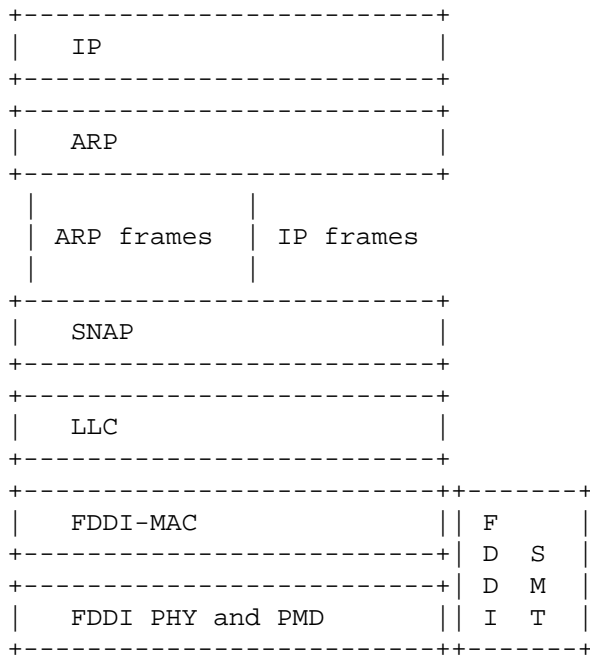 IP
ARP
ARP frames IP frames
SNAP
LLC
FDDI-MAC F
D S
D M
FDDI PHY and PMD I T